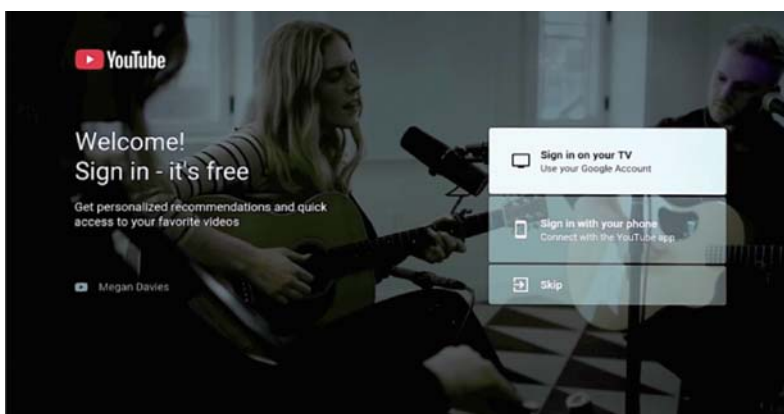 YouTube
Welcome!
Sign in - it's free
Get personalized recommendations and quick
access to your favorite videos
Megan Davies
Sign in on your TV
Use your Google Account
Sign in with your phone
Connect with the YouTube app
Skip